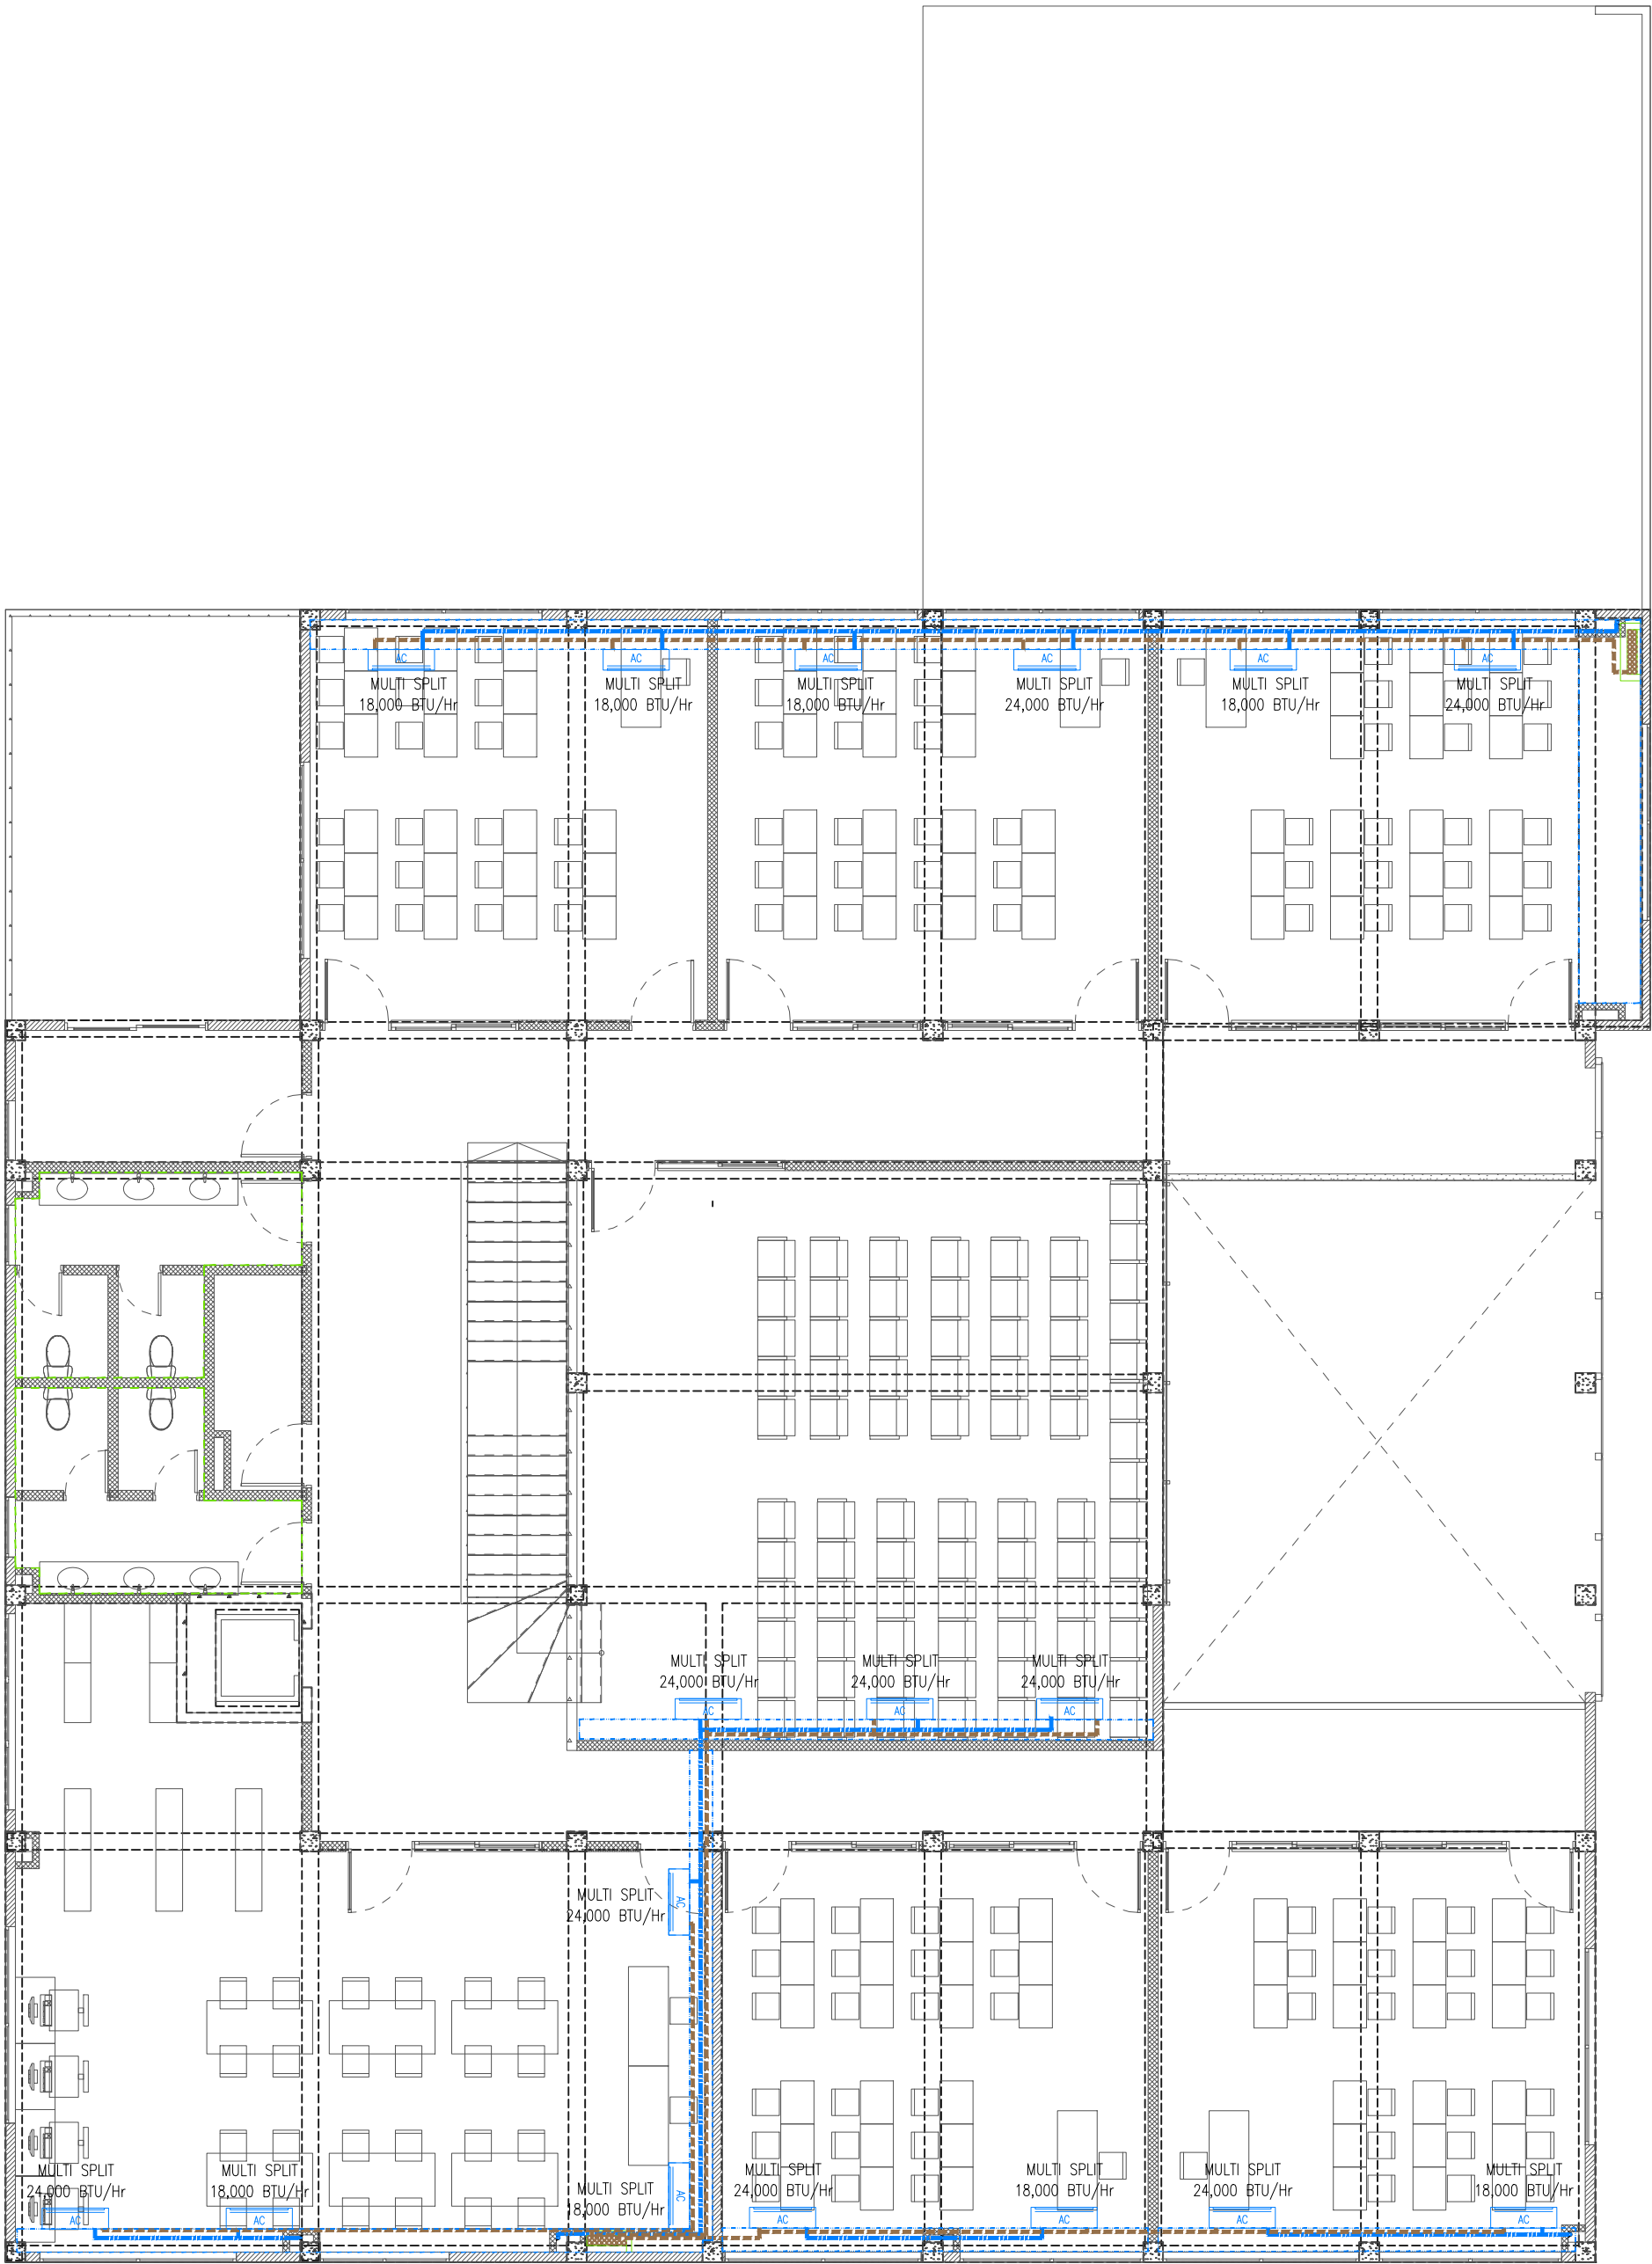 AC
AC
AC
AC
AC
AC
MULTI SPLIT
18,000 BTU/Hr
MULTI SPLIT
18,000 BTU/Hr
MULTI SPLIT
18,000 BTU/Hr
MULTI SPLIT
24,000 BTU/Hr
MULTI SPLIT
18,000 BTU/Hr
MULTI SPLIT
24,000 BTU/Hr
MULTI SPLIT
24,000 BTU/Hr
MULTI SPLIT
24,000 BTU/Hr
MULTI SPLIT
24,000 BTU/Hr
AC
AC
AC
MULTI SPLIT
24,000 BTU/Hr
AC
MULTI SPLIT
24,000 BTU/Hr
MULTI SPLIT
18,000 BTU/Hr
MULTI SPLIT
18,000 BTU/Hr
AC
MULTI SPLIT
24,000 BTU/Hr
MULTI SPLIT
18,000 BTU/Hr
MULTI SPLIT
24,000 BTU/Hr
MULTI SPLIT
18,000 BTU/Hr
AC
AC
AC
AC
AC
AC